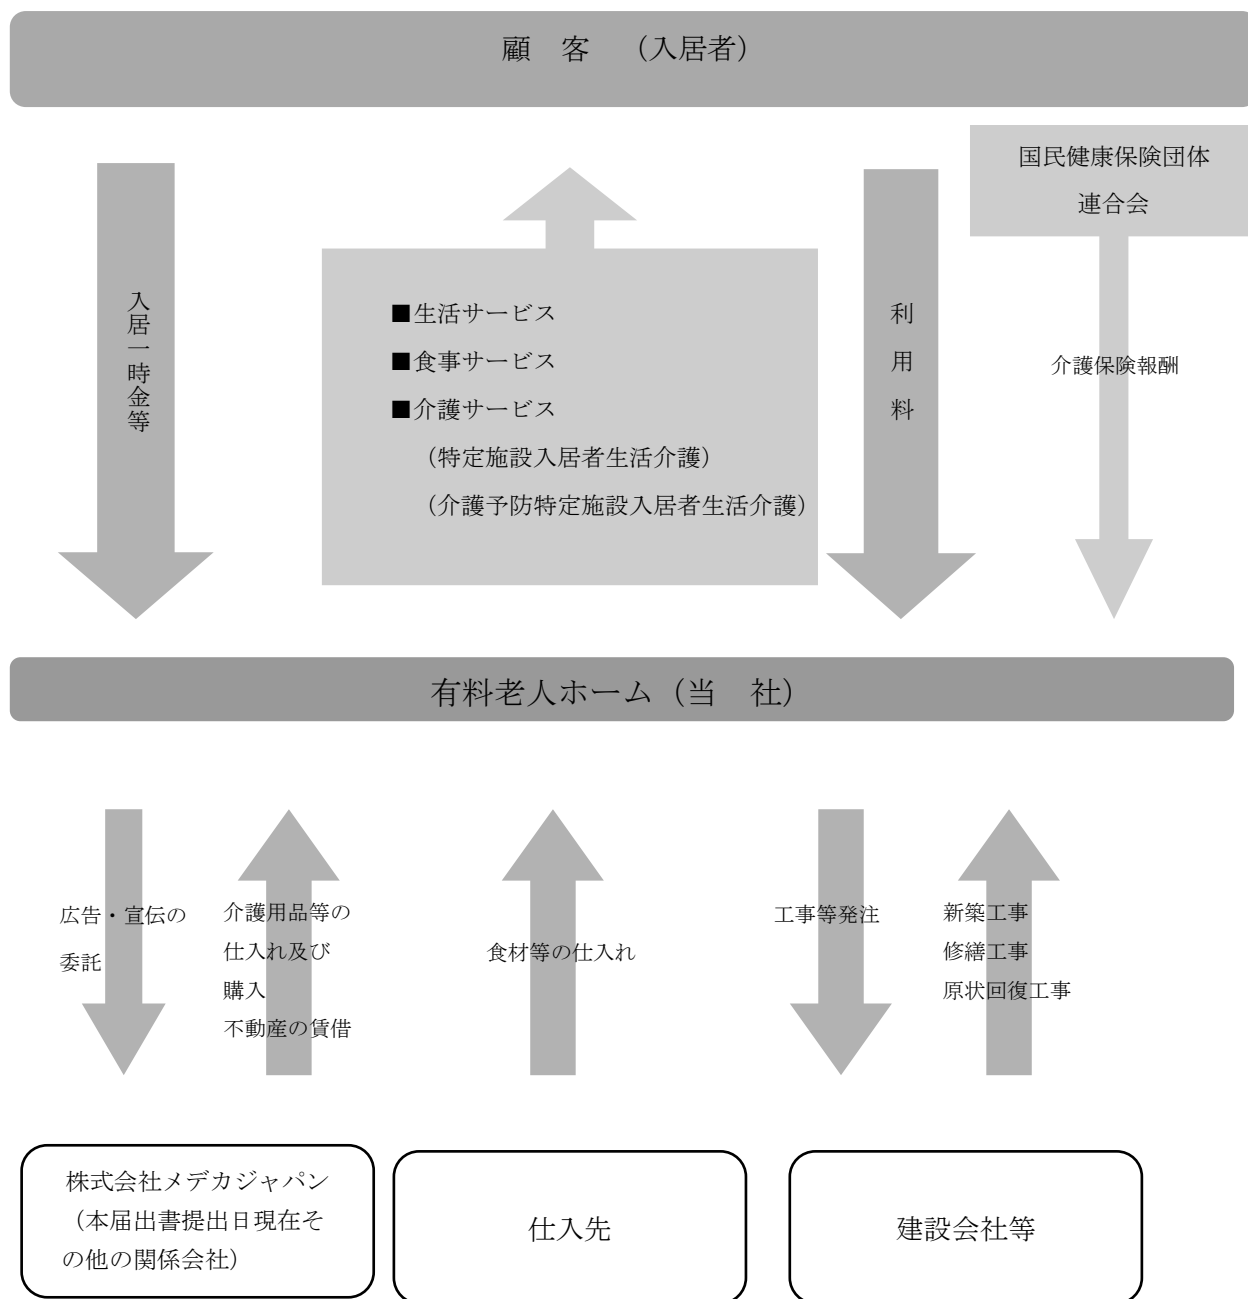 顧　客　（入居者）
国民健康保険団体
連合会
入居一時金等
■生活サービス
■食事サービス
■介護サービス
（特定施設入居者生活介護）
（介護予防特定施設入居者生活介護）
利用料
介護保険報酬
有料老人ホーム（当　社）
広告・宣伝の
委託
介護用品等の
仕入れ及び
購入
不動産の賃借
食材等の仕入れ
工事等発注
新築工事
修繕工事
原状回復工事
株式会社メデカジャパン
（本届出書提出日現在そ
の他の関係会社）
仕入先
建設会社等